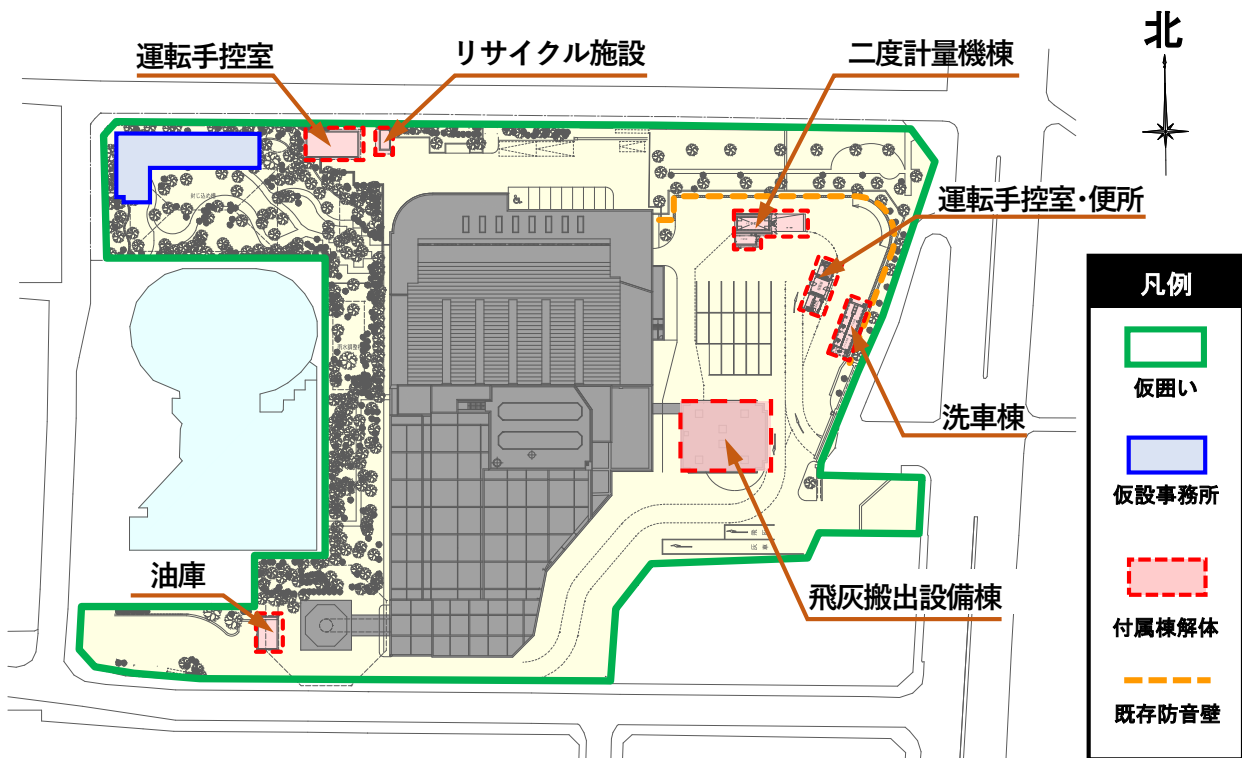 北
運転手控室
リサイクル施設
二度計量機棟
運転手控室・便所
洗車棟
飛灰搬出設備棟
油庫
凡例
仮囲い
仮設事務所
付属棟解体
既存防音壁